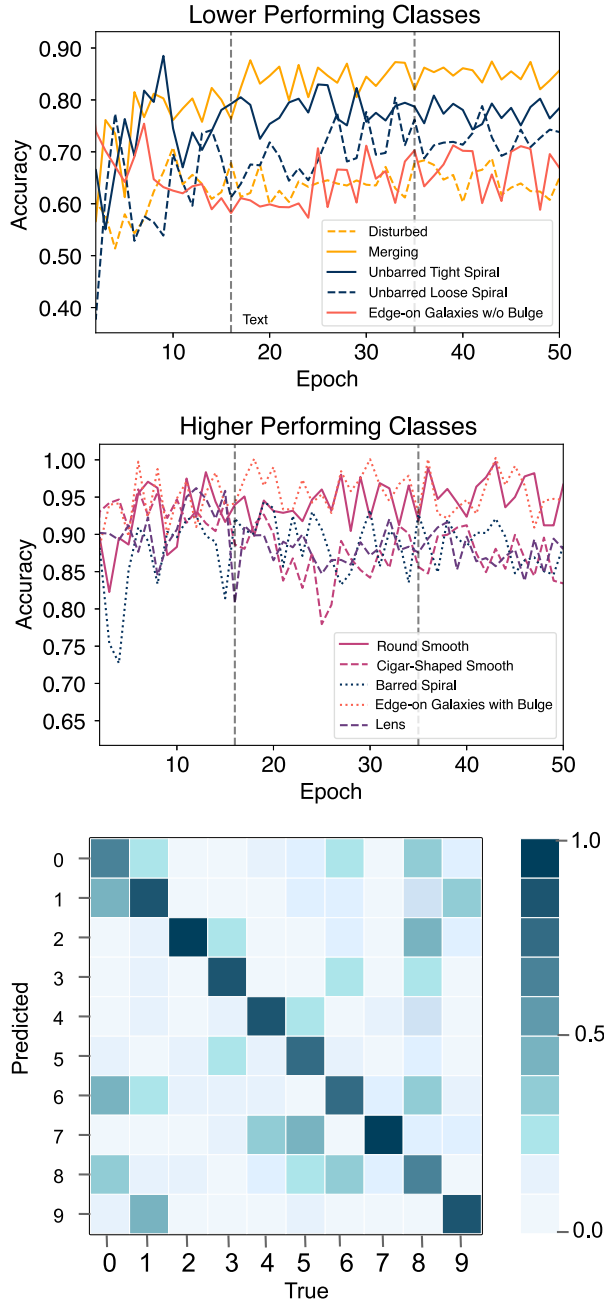 Lower Performing Classes
0.90
0.80
0.70
0.60
0.50
0.40
Accuracy
Disturbed
Merging
Unbarred Tight Spiral
Unbarred Loose Spiral
Edge-on Galaxies w/o Bulge
Text
10 20 30 40 50
Epoch
Higher Performing Classes
1.00
0.95
0.90
0.85
0.80
0.75
0.70
0.65
Accuracy
Round Smooth
Cigar-Shaped Smooth
Barred Spiral
Edge-on Galaxies with Bulge
Lens
10 20 30 40 50
Epoch
Predicted
0
1
2
3
4
5
6
7
8
9
0 1 2 3 4 5 6 7 8 9
True
1.0
0.5
0.0